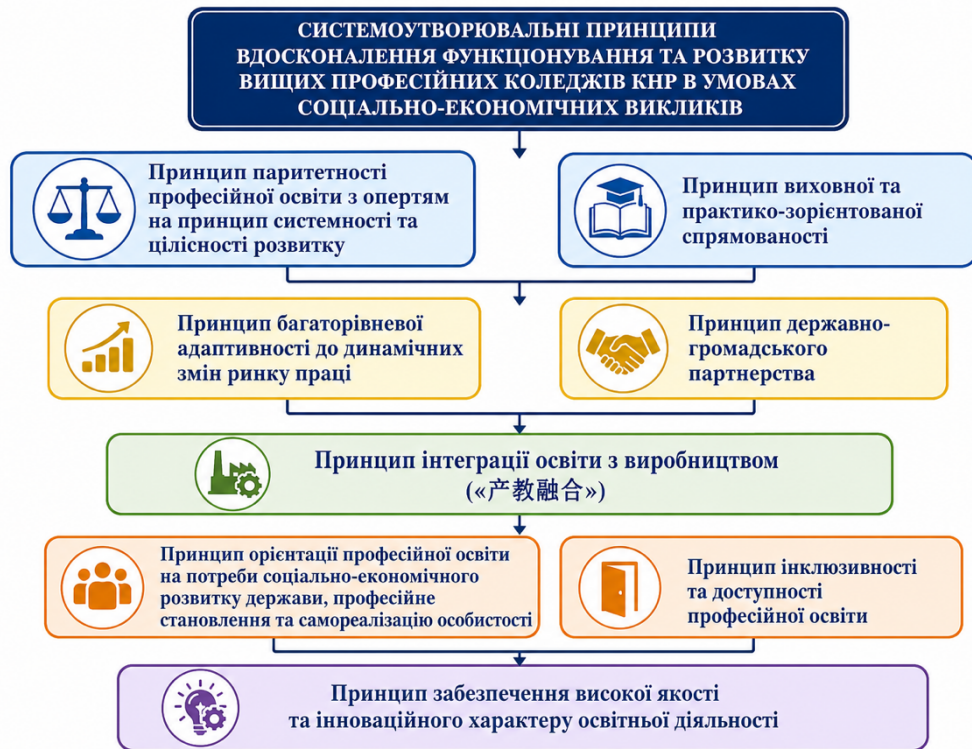 СИСТЕМОУТВОРЮВАЛЬНІ ПРИНЦИПИ
ВДОСКОНАЛЕННЯ ФУНКЦІОНУВАННЯ ТА РОЗВИТКУ
ВИЩИХ ПРОФЕСІЙНИХ КОЛЕДЖІВ КНР В УМОВАХ
СОЦІАЛЬНО-ЕКОНОМІЧНИХ ВИКЛИКІВ
Принцип паритетності
професійної освіти з опертям
на принцип системності та
цілісності розвитку
Принцип виховної та
практико-зорієнтованої
спрямованості
Принцип багаторівневої
адаптивності до динамічних
змін ринку праці
Принцип державно-
громадського
партнерства
Принцип інтеграції освіти з виробництвом
(«产教融合»)
Принцип орієнтації професійної освіти
на потреби соціально-економічного
розвитку держави, професійне
становлення та самореалізацію особистості
Принцип інклюзивності
та доступності
професійної освіти
Принцип забезпечення високої якості
та інноваційного характеру освітньої діяльності